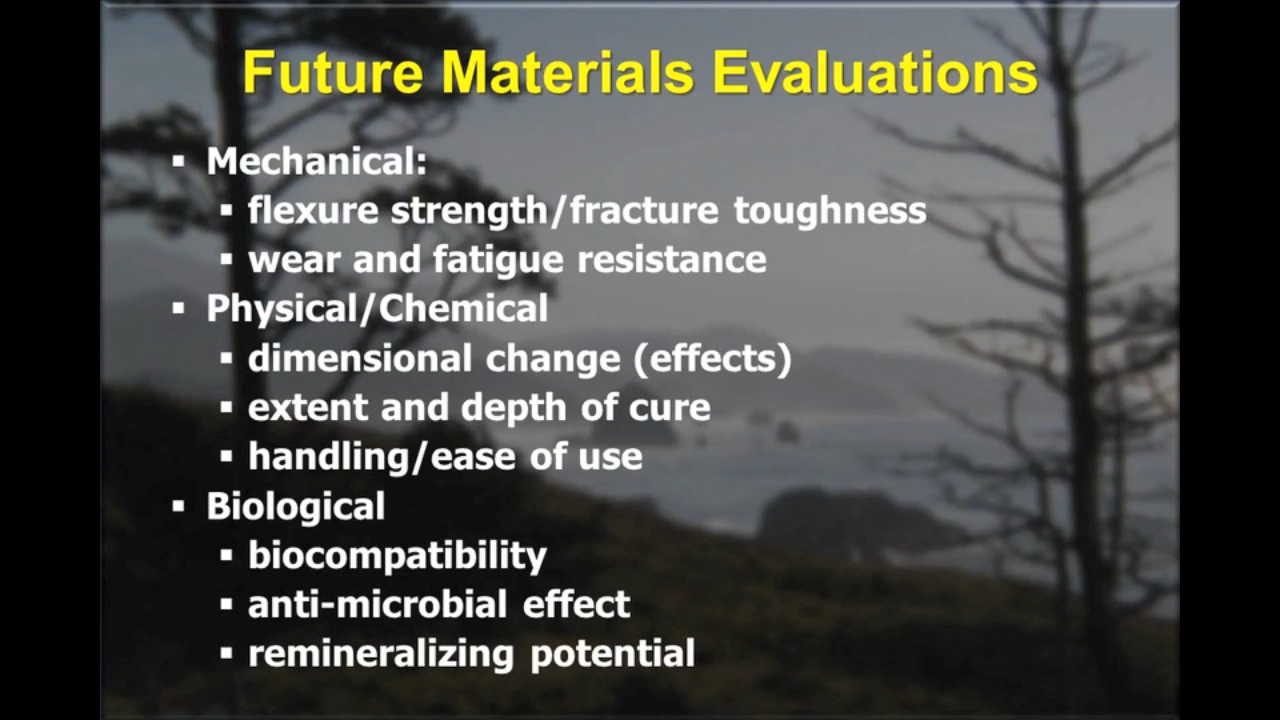 Future Materials Evaluations
▪ Mechanical:
▪ flexure strength/fracture toughness
▪ wear and fatigue resistance
▪ Physical/Chemical
▪ dimensional change (effects)
▪ extent and depth of cure
▪ handling/ease of use
▪ Biological
▪ biocompatibility
▪ anti-microbial effect
▪ remineralizing potential